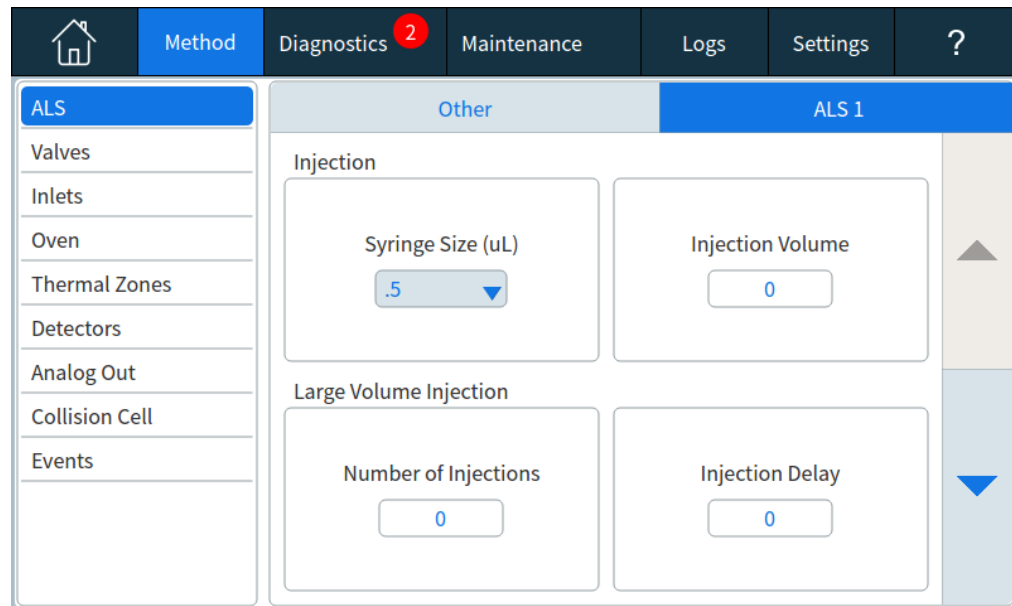 Method
Diagnostics 2
Maintenance
Logs
Settings
?
ALS
Valves
Inlets
Oven
Thermal Zones
Detectors
Analog Out
Collision Cell
Events
Other
ALS 1
Injection
Syringe Size (uL)
.5
Injection Volume
0
Large Volume Injection
Number of Injections
0
Injection Delay
0